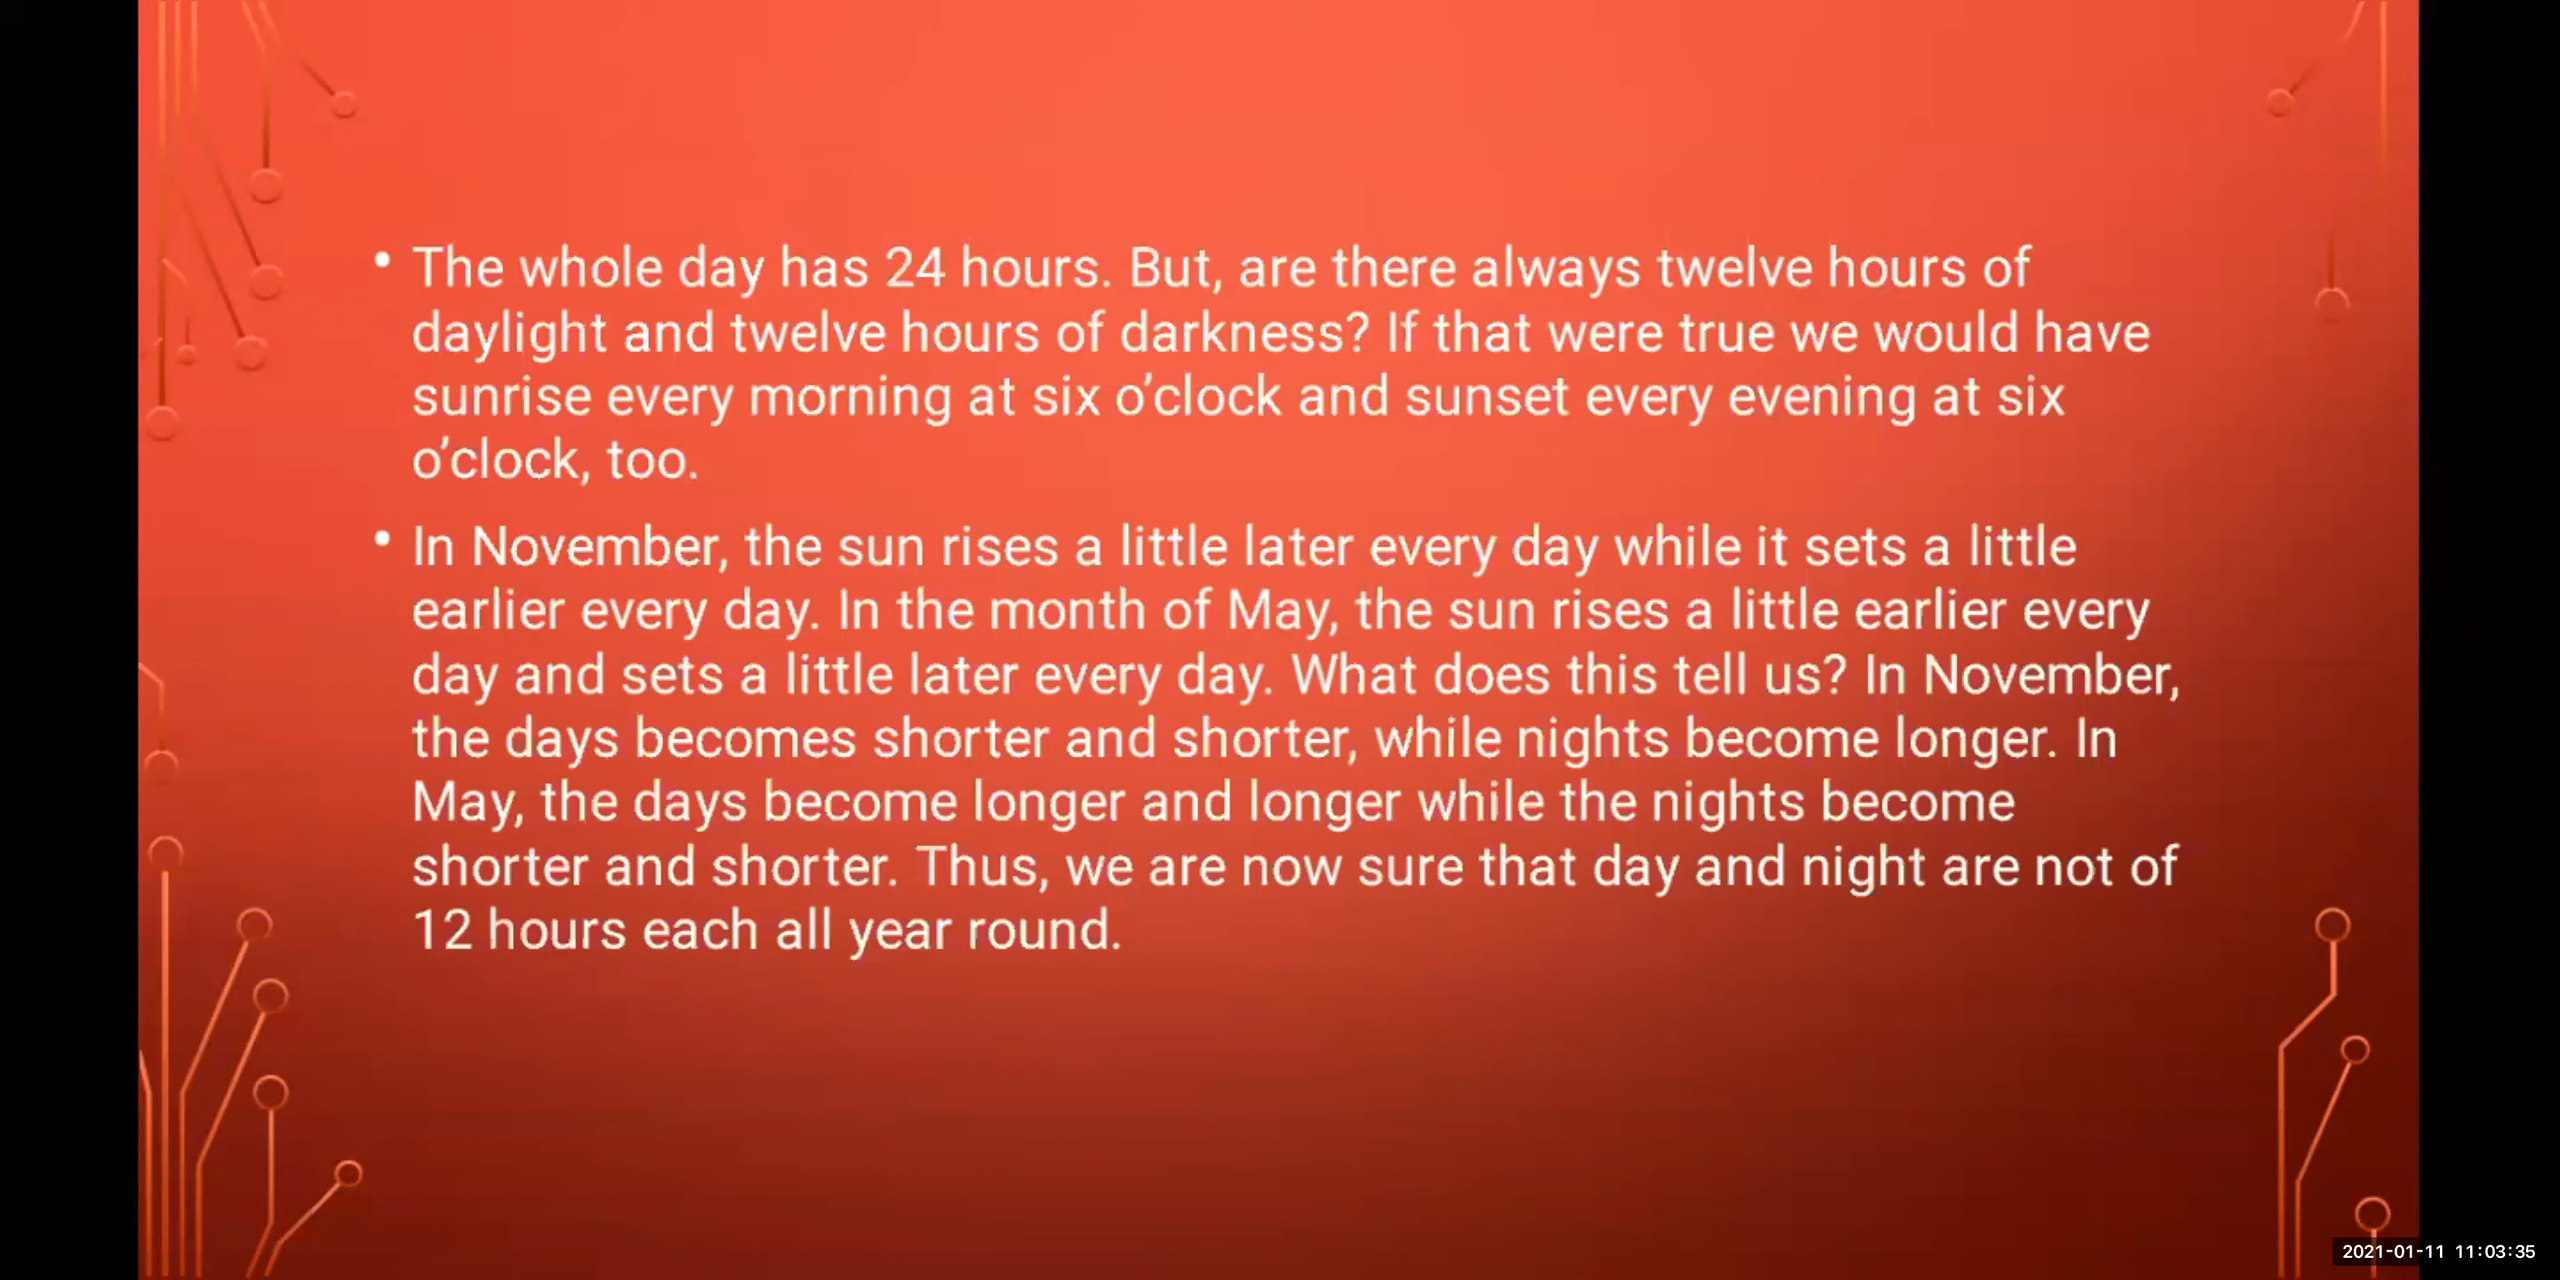 • The whole day has 24 hours. But, are there always twelve hours of
daylight and twelve hours of darkness? If that were true we would have
sunrise every morning at six o’clock and sunset every evening at six
o’clock, too.
• In November, the sun rises a little later every day while it sets a little
earlier every day. In the month of May, the sun rises a little earlier every
day and sets a little later every day. What does this tell us? In November,
the days becomes shorter and shorter, while nights become longer. In
May, the days become longer and longer while the nights become
shorter and shorter. Thus, we are now sure that day and night are not of
12 hours each all year round.
2021-01-11 11:03:35